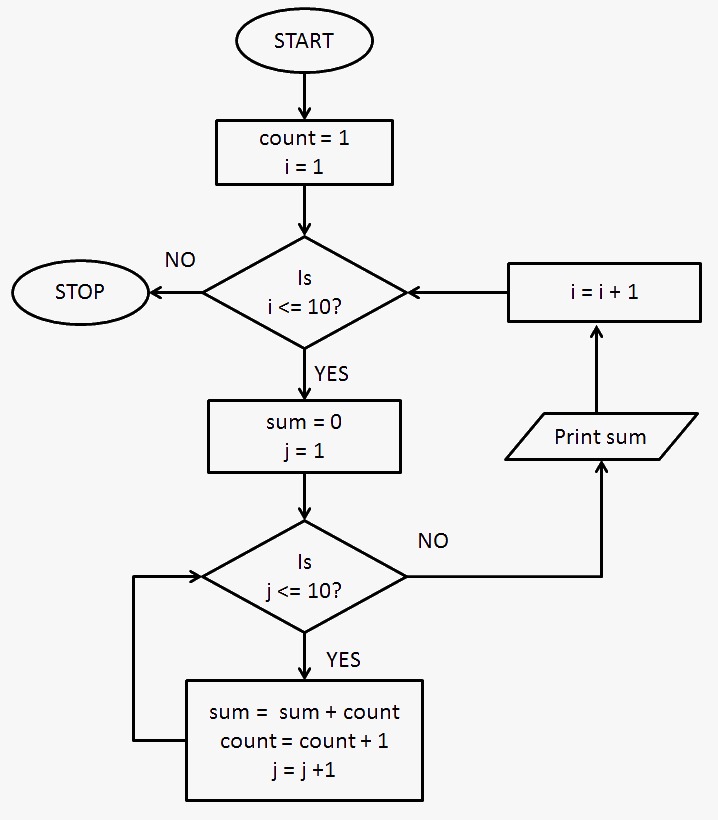 START
count = 1
i = 1
Is
i <= 10?
NO
STOP
i = i + 1
YES
sum = 0
j = 1
Print sum
Is
j <= 10?
NO
YES
sum =  sum + count
count = count + 1
j = j +1